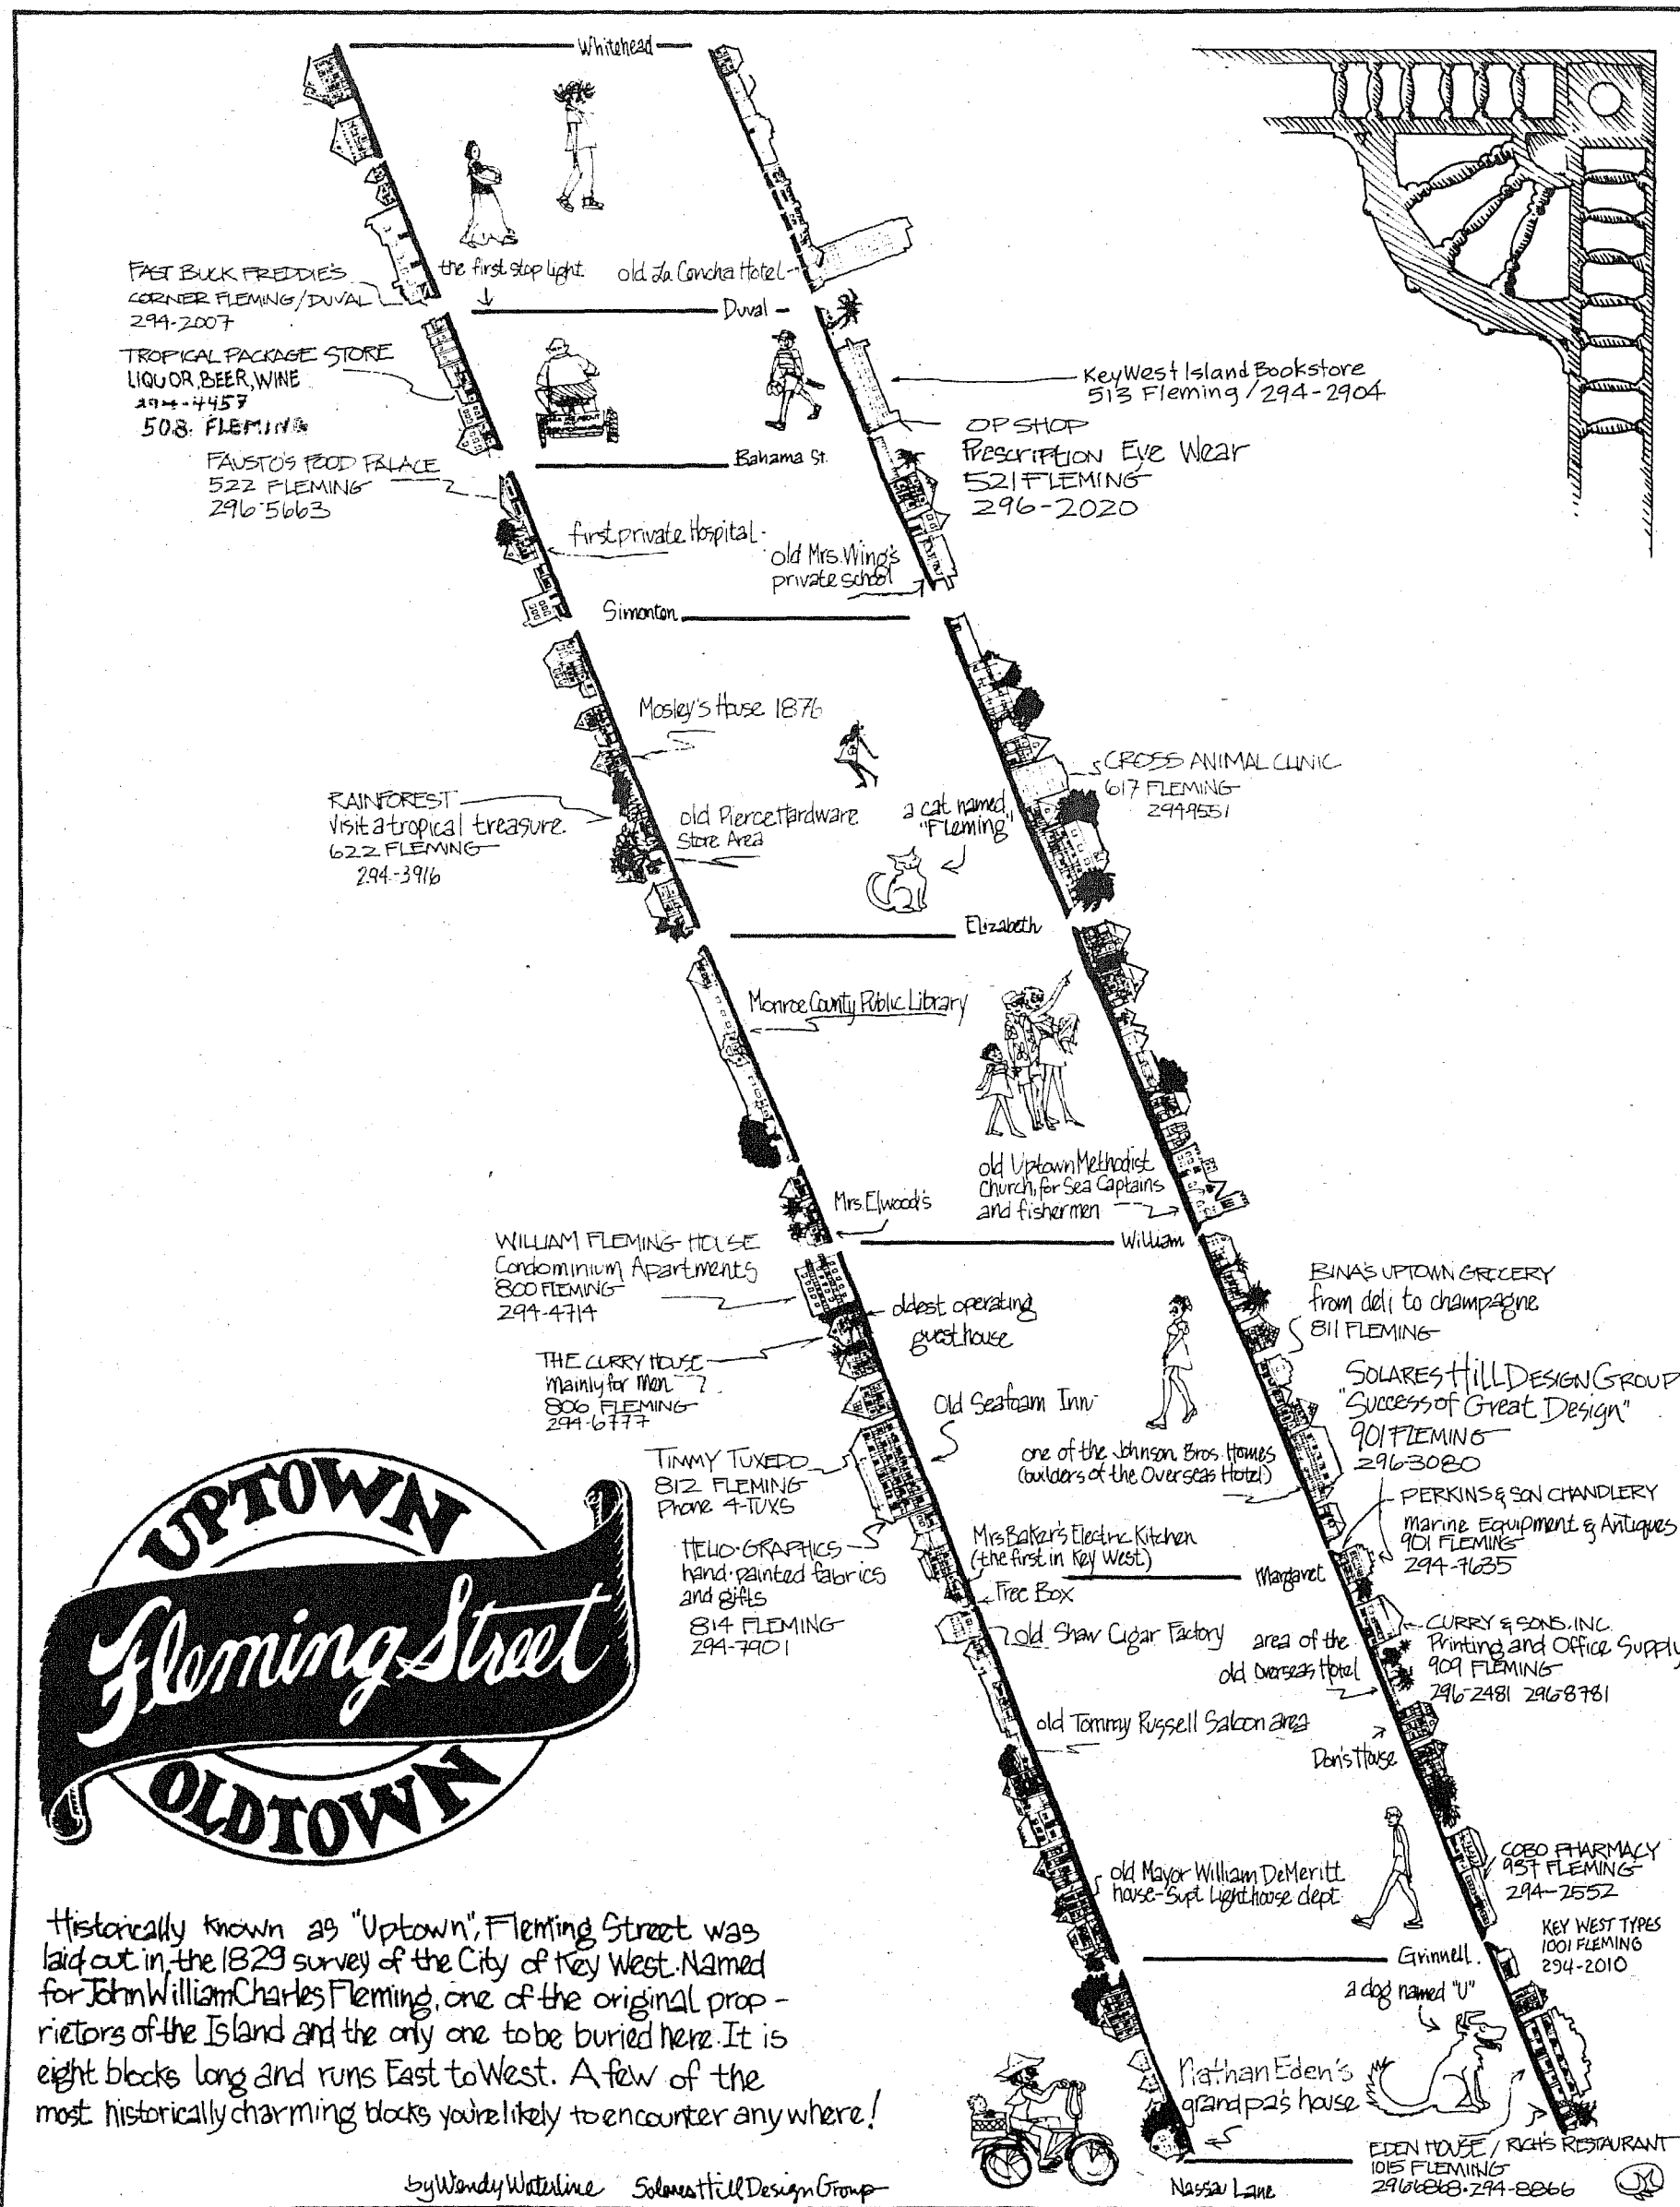 Whitehead
the first stop light
old La Concha Hotel
FAST BUCK FREDDIE'S
CORNER FLEMING/DUVAL
294-2007
Duval
TROPICAL PACKAGE STORE
LIQUOR, BEER, WINE
294-4457
508 FLEMING
KeyWest Island Bookstore
513 Fleming/294-2904
OP SHOP
Prescription Eye Wear
521 FLEMING
296-2020
Bahama St.
FAUSTO'S FOOD PALACE
522 FLEMING
296-5663
first private Hospital
old Mrs. Wing's
private school
Simonton
Mosley's House 1876
CROSS ANIMAL CLINIC
617 FLEMING
294-9551
RAINFOREST
Visit a tropical treasure.
622 FLEMING
294-3916
old Pierce Hardware
Store Area
a cat named
"Fleming"
Elizabeth
Monroe County Public Library
old Uptown Methodist
Church, for Sea Captains
and fishermen
Mrs. Elwood's
William
WILLIAM FLEMING HOUSE
Condominium Apartments
800 FLEMING
294-4714
oldest operating
guest house
BINA'S UPTOWN GROCERY
from deli to champagne
811 FLEMING
THE CURRY HOUSE
Mainly for Men
806 FLEMING
294-6777
Old Seafoam Inn
SOLARES HILL DESIGN GROUP
"Success of Great Design"
901 FLEMING
296-3080
one of the Johnson Bros. Homes
(builders of the Overseas Hotel)
TIMMY TUXEDO
812 FLEMING
Phone 4-TUXS
PERKINS & SON CHANDLERY
marine Equipment & Antiques
901 FLEMING
294-7635
HELIO·GRAPHICS
hand·painted fabrics
and gifts
814 FLEMING
294-7901
Mrs Baker's Electric Kitchen
(the first in Key West)
Margaret
Free Box
old Shaw Cigar Factory
area of the
old Overseas Hotel
CURRY & SONS. INC.
Printing and Office Supply
909 FLEMING
296-2481 296-8781
old Tommy Russell Saloon area
Don's House
UPTOWN
Fleming Street
OLDTOWN
old Mayor William DeMeritt
house-Supt Lighthouse dept.
COBO PHARMACY
937 FLEMING
294-2552
Grinnell
KEY WEST TYPES
1001 FLEMING
294-2010
a dog named "U"
Historically known as "Uptown", Fleming Street was
laid out in the 1829 survey of the City of Key West. Named
for John William Charles Fleming, one of the original prop-
rietors of the Island and the only one to be buried here. It is
eight blocks long and runs East to West. A few of the
most historically charming blocks you're likely to encounter anywhere!
Nathan Eden's
grandpa's house
EDEN HOUSE / RICH'S RESTAURANT
1015 FLEMING
296-6868·294-8866
Nassau Lane
by Wendy Waterline Solares Hill Design Group